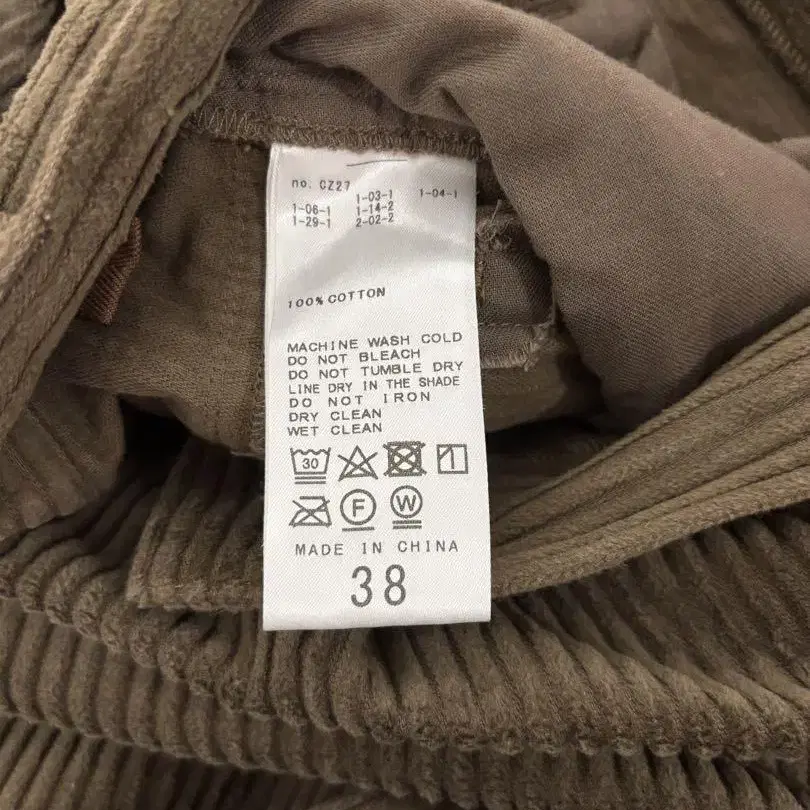 no. CZ27
1-03-1 1-04-1
1-06-1 1-14-2
1-29-1 2-02-2
100% COTTON
MACHINE WASH COLD
DO NOT BLEACH
DO NOT TUMBLE DRY
LINE DRY IN THE SHADE
DO NOT IRON
DRY CLEAN
WET CLEAN
30
F W
MADE IN CHINA
38